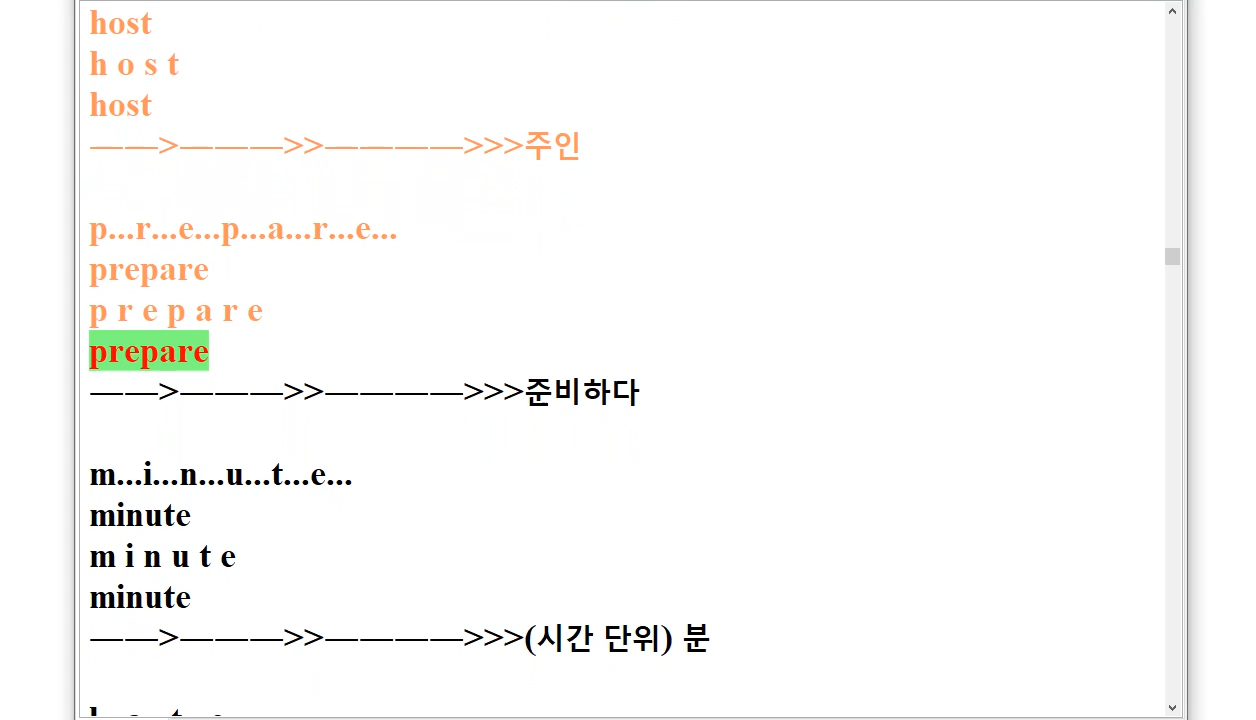 host
h o s t
host
——>———>>————>>>주인
p...r...e...p...a...r...e...
prepare
p r e p a r e
prepare
——>———>>————>>>준비하다
m...i...n...u...t...e...
minute
m i n u t e
minute
——>———>>————>>>(시간 단위) 분